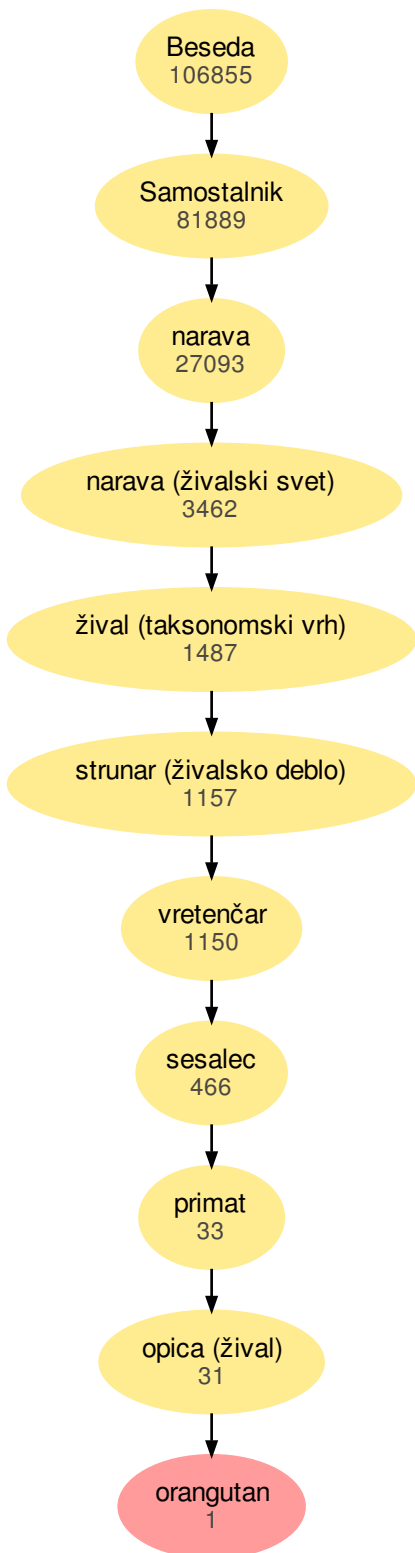 Beseda
106855
Samostalnik
81889
narava
27093
narava (živalski svet)
3462
žival (taksonomski vrh)
1487
strunar (živalsko deblo)
1157
vretenčar
1150
sesalec
466
primat
33
opica (žival)
31
orangutan
1